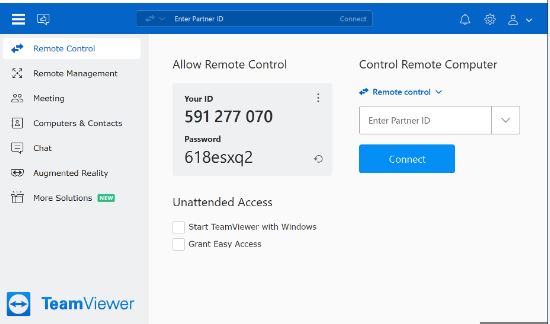 Enter Partner ID
Connect
Remote Control
Remote Management
Meeting
Computers & Contacts
Chat
Augmented Reality
More Solutions NEW
Allow Remote Control
Your ID
591 277 070
Password
618esxq2
Unattended Access
Start TeamViewer with Windows
Grant Easy Access
Control Remote Computer
Remote control
Enter Partner ID
Connect
TeamViewer